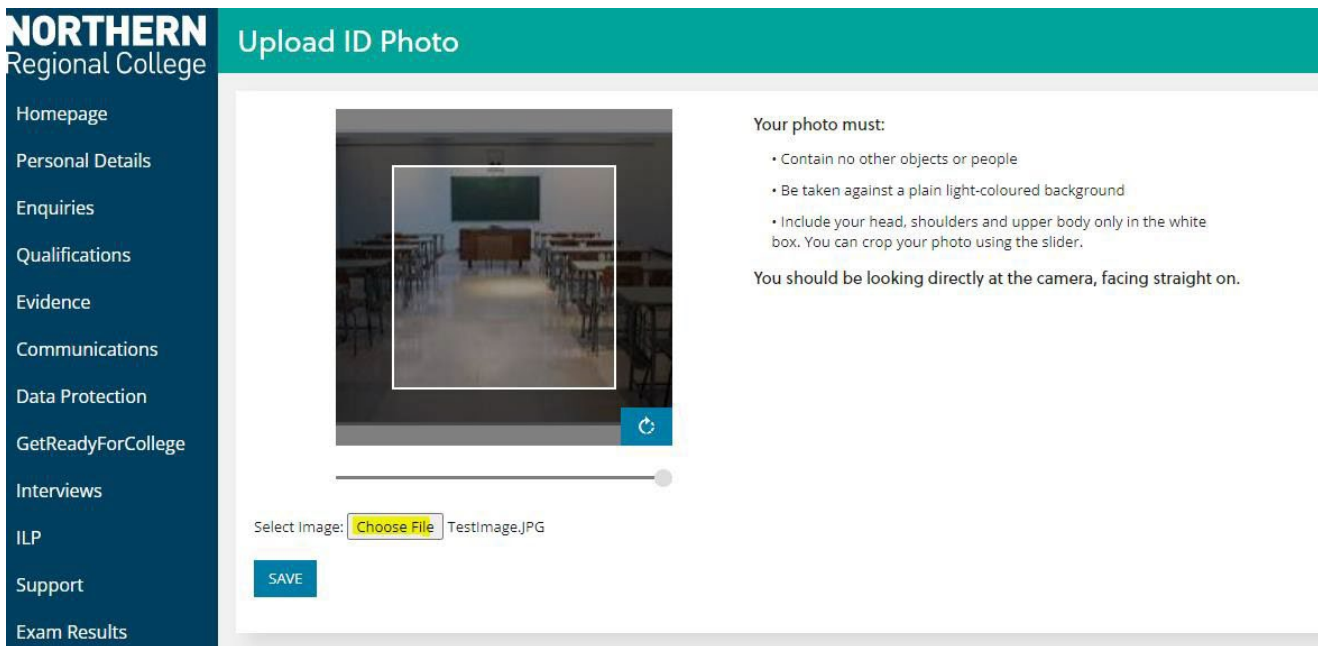 NORTHERN
Regional College
Homepage
Personal Details
Enquiries
Qualifications
Evidence
Communications
Data Protection
GetReadyForCollege
Interviews
ILP
Support
Exam Results
Upload ID Photo
Your photo must:
• Contain no other objects or people
• Be taken against a plain light-coloured background
• Include your head, shoulders and upper body only in the white
box. You can crop your photo using the slider.
You should be looking directly at the camera, facing straight on.
Select Image: Choose File TestImage.JPG
SAVE